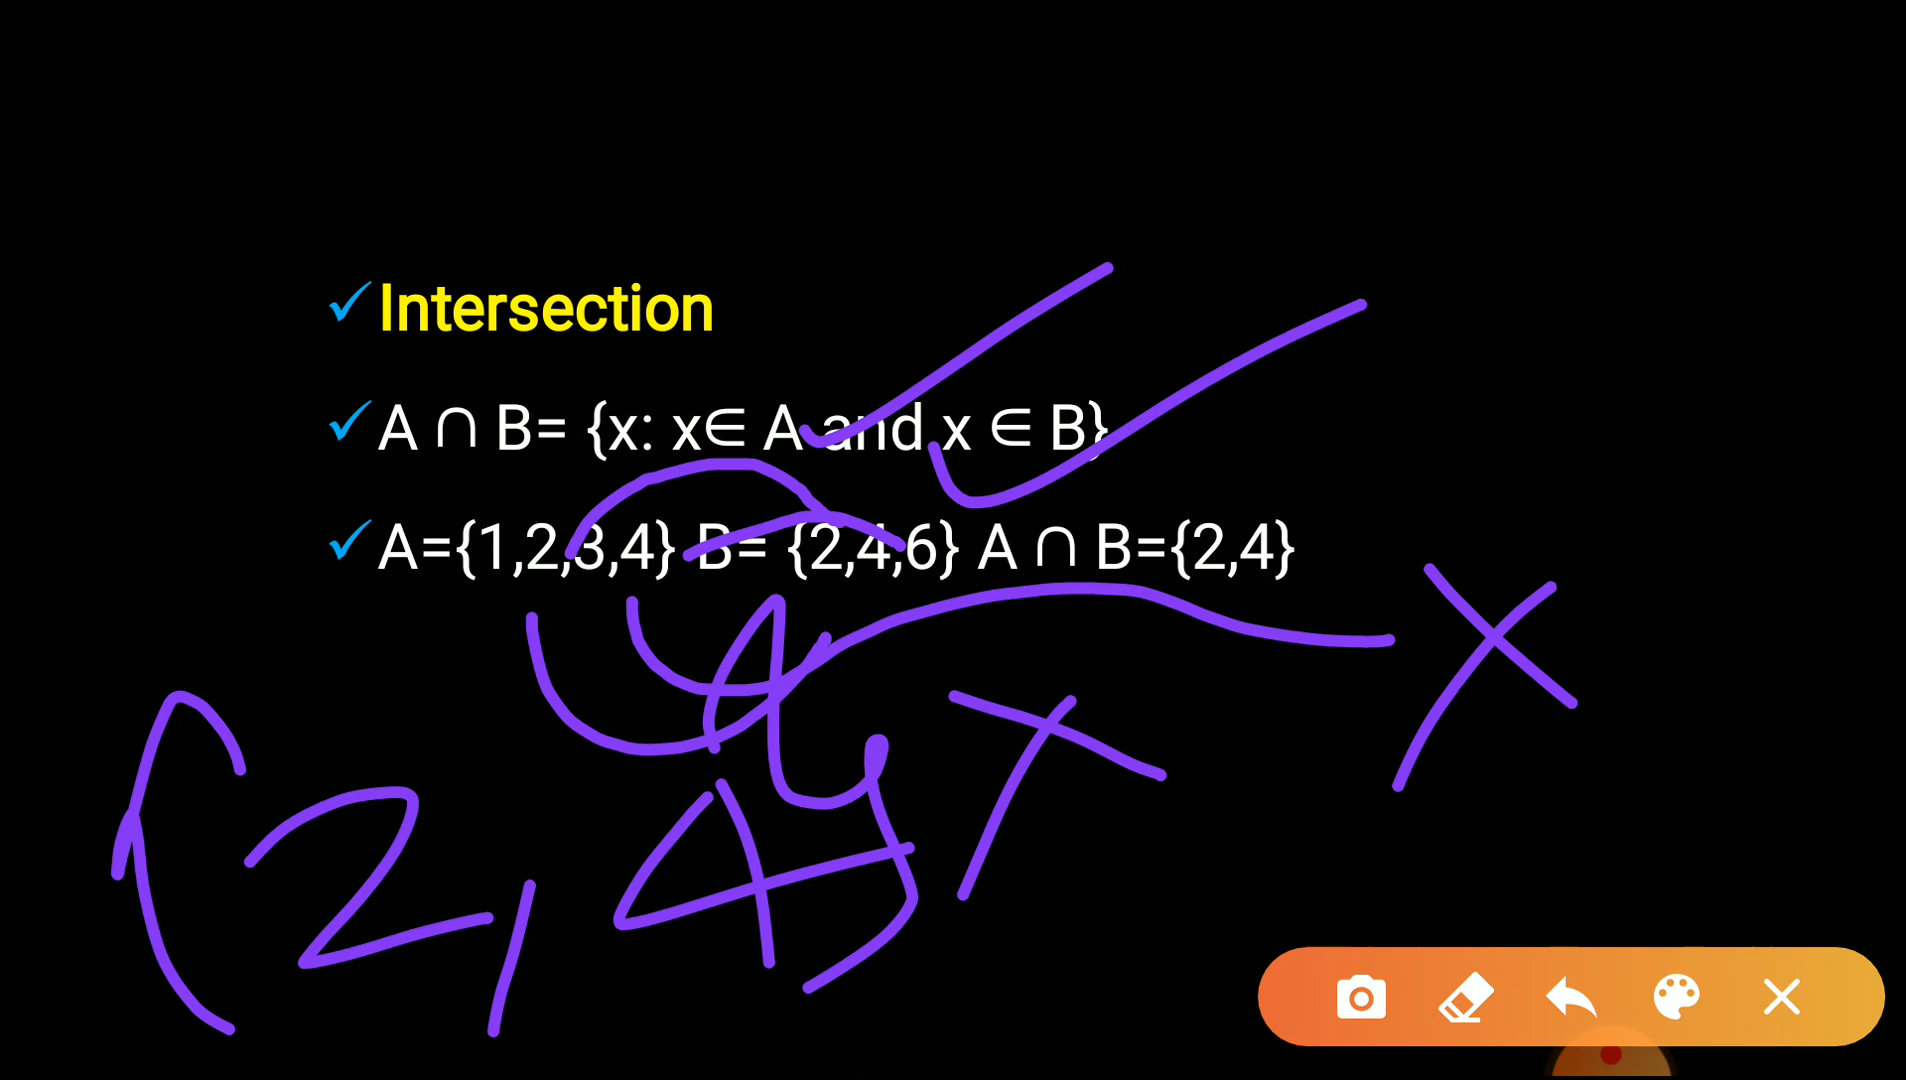 Intersection
A ∩ B= {x: x∈ A and x ∈ B}
A={1,2,3,4} B= {2,4,6} A ∩ B={2,4}
{2,4}